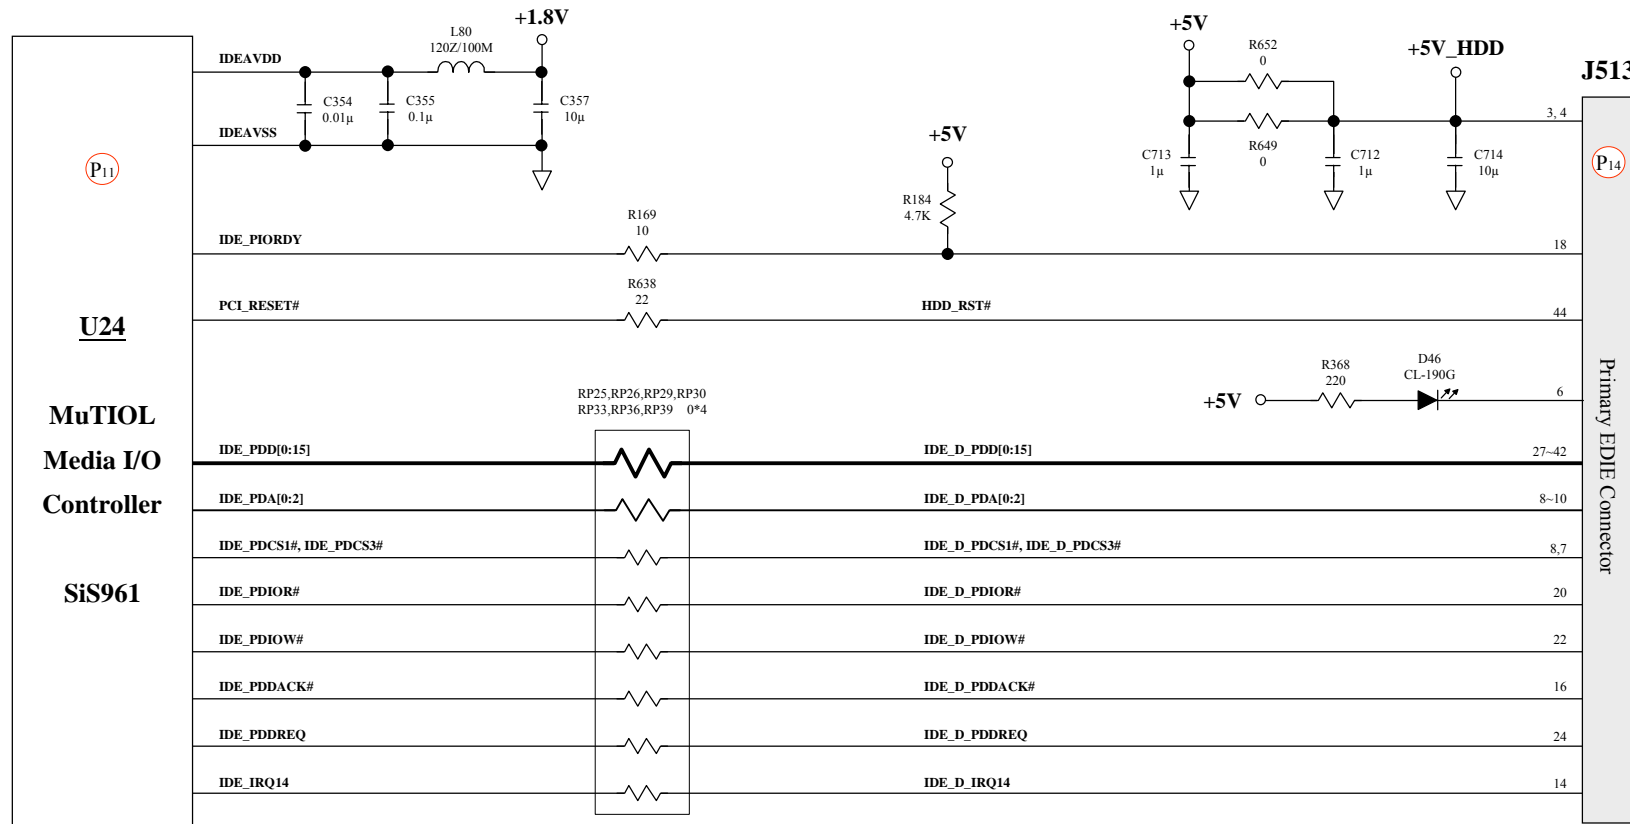 +1.8V
L80
120Z/100M
IDEAVDD
C354
0.01µ
C355
0.1µ
C357
10µ
IDEAVSS
P11
+5V
R652
0
+5V_HDD
J513
3, 4
R649
0
C713
1µ
C712
1µ
C714
10µ
P14
+5V
R184
4.7K
IDE_PIORDY
R169
10
18
PCI_RESET#
R638
22
HDD_RST#
44
U24
MuTIOL
Media I/O
Controller
SiS961
+5V
R368
220
D46
CL-190G
6
Primary EDIE Connector
RP25,RP26,RP29,RP30
RP33,RP36,RP39 0*4
IDE_PDD[0:15]
IDE_D_PDD[0:15]
27~42
IDE_PDA[0:2]
IDE_D_PDA[0:2]
8~10
IDE_PDCS1#, IDE_PDCS3#
IDE_D_PDCS1#, IDE_D_PDCS3#
8,7
IDE_PDIOR#
IDE_D_PDIOR#
20
IDE_PDIOW#
IDE_D_PDIOW#
22
IDE_PDDACK#
IDE_D_PDDACK#
16
IDE_PDDREQ
IDE_D_PDDREQ
24
IDE_IRQ14
IDE_D_IRQ14
14